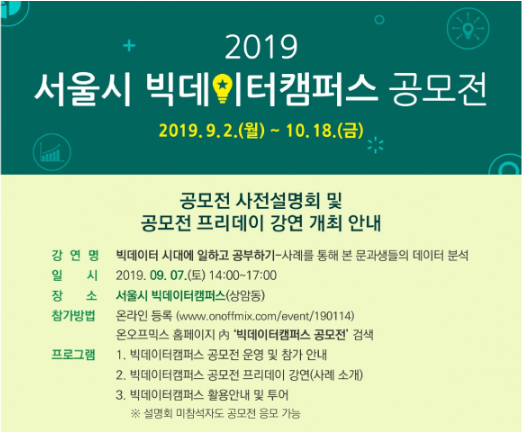 2019
서울시 빅데이터캠퍼스 공모전
2019. 9. 2.(월) ~ 10. 18.(금)
공모전 사전설명회 및
공모전 프리데이 강연 개최 안내
강 연 명 빅데이터 시대에 일하고 공부하기-사례를 통해 본 문과생들의 데이터 분석
일 시 2019. 09. 07.(토) 14:00~17:00
장 소 서울시 빅데이터캠퍼스(상암동)
참가방법 온라인 등록 (www.onoffmix.com/event/190114)
온오프믹스 홈페이지 內 '빅데이터캠퍼스 공모전' 검색
프로그램 1. 빅데이터캠퍼스 공모전 운영 및 참가 안내
2. 빅데이터캠퍼스 공모전 프리데이 강연(사례 소개)
3. 빅데이터캠퍼스 활용안내 및 투어
※ 설명회 미참석자도 공모전 응모 가능